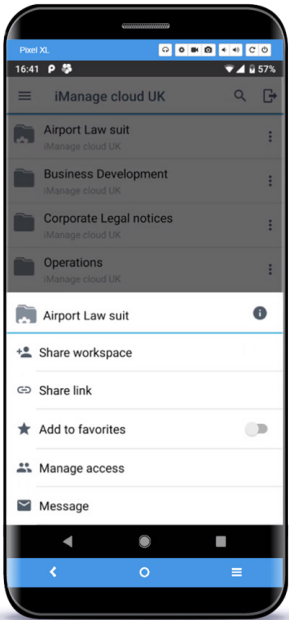 Pixel XL
16:41 57%
iManage cloud UK
Airport Law suit
iManage cloud UK
Business Development
iManage cloud UK
Corporate Legal notices
iManage cloud UK
Operations
iManage cloud UK
Airport Law suit
Share workspace
Share link
Add to favorites
Manage access
Message